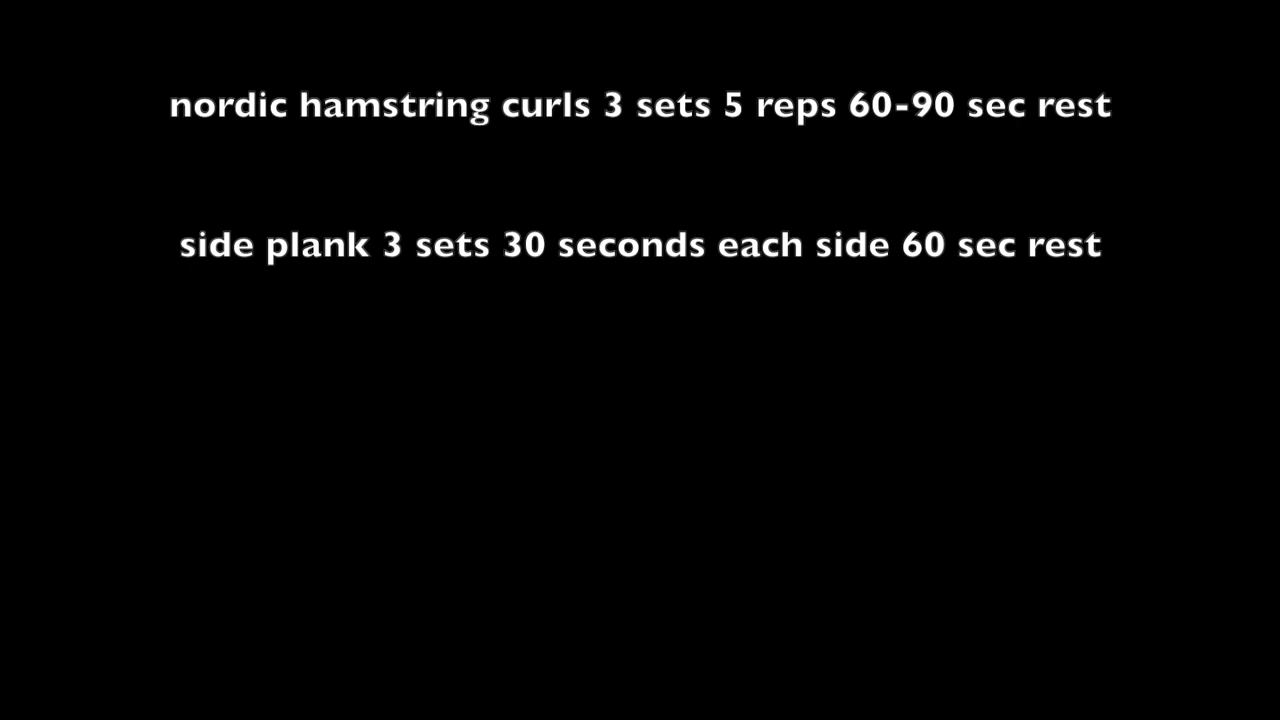 nordic hamstring curls 3 sets 5 reps 60-90 sec rest
side plank 3 sets 30 seconds each side 60 sec rest